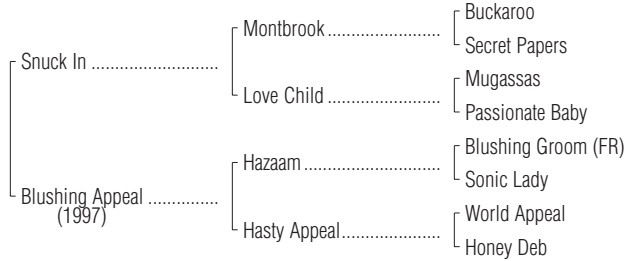 Buckaroo
Montbrook ........................
Secret Papers
Snuck In ...........................
Mugassas
Love Child ........................
Passionate Baby
Blushing Groom (FR)
Hazaam .............................
Sonic Lady
Blushing Appeal ...............
(1997)
World Appeal
Hasty Appeal.....................
Honey Deb